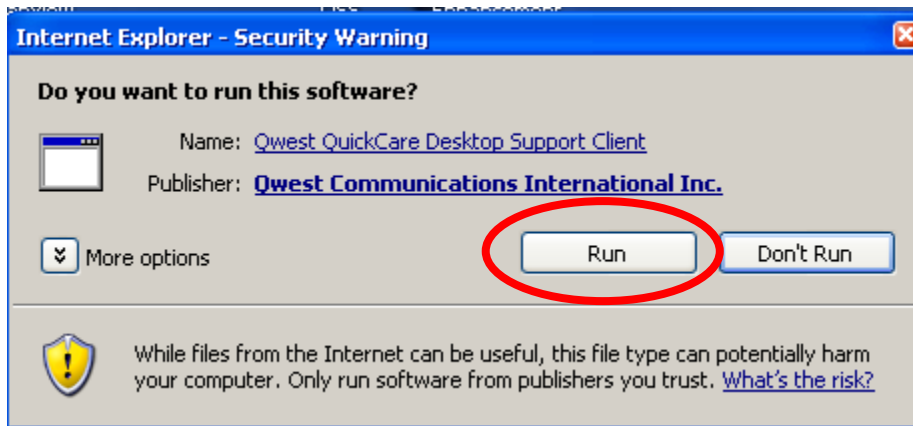 Internet Explorer - Security Warning
Do you want to run this software?
Name: Qwest QuickCare Desktop Support Client
Publisher: Qwest Communications International Inc.
More options
Run
Don't Run
While files from the Internet can be useful, this file type can potentially harm
your computer. Only run software from publishers you trust. What's the risk?